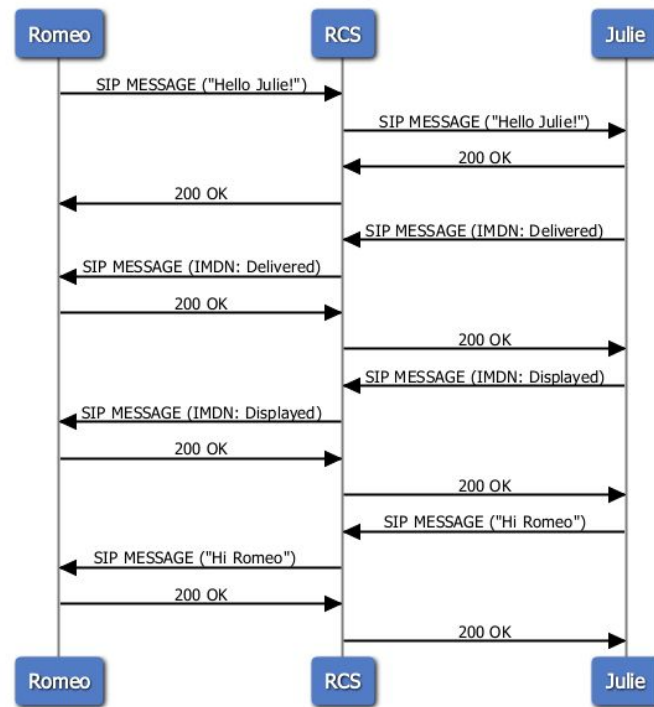 Romeo
RCS
Julie
SIP MESSAGE ("Hello Julie!")
SIP MESSAGE ("Hello Julie!")
200 OK
200 OK
SIP MESSAGE (IMDN: Delivered)
SIP MESSAGE (IMDN: Delivered)
200 OK
200 OK
SIP MESSAGE (IMDN: Displayed)
SIP MESSAGE (IMDN: Displayed)
200 OK
200 OK
SIP MESSAGE ("Hi Romeo")
SIP MESSAGE ("Hi Romeo")
200 OK
200 OK
Romeo
RCS
Julie